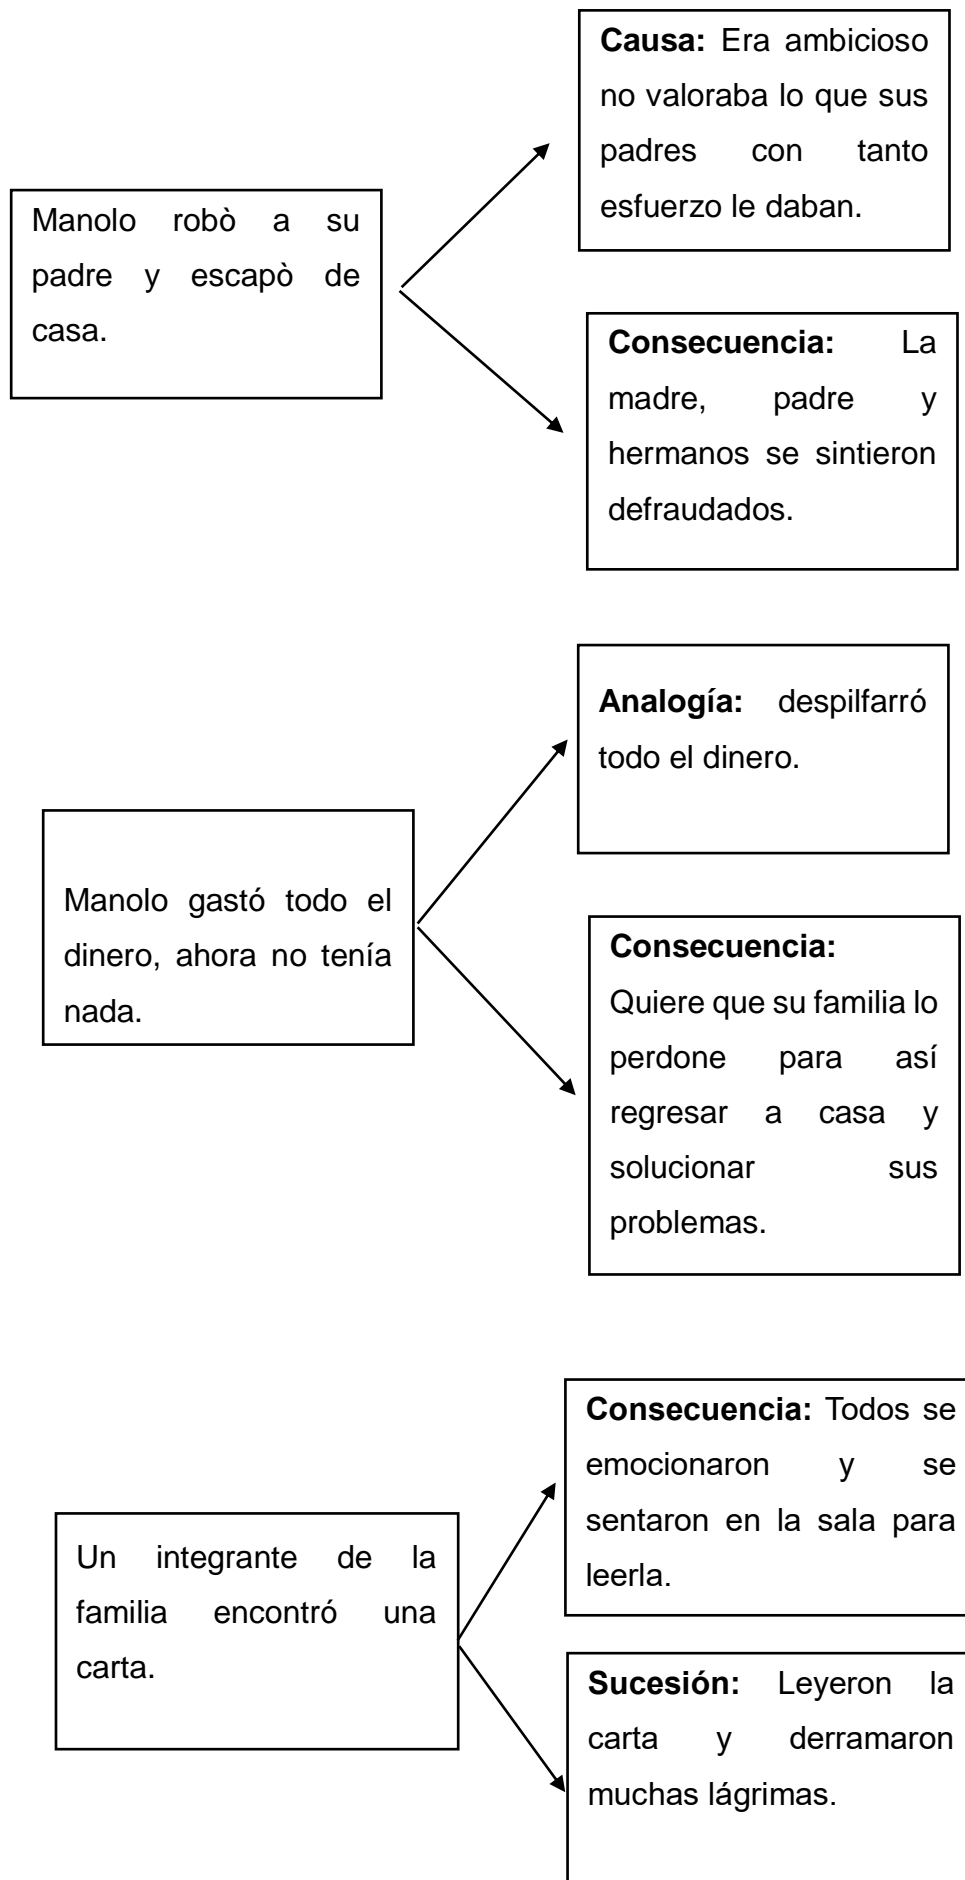 Causa: Era ambicioso
no valoraba lo que sus
padres con tanto
esfuerzo le daban.
Manolo robò a su
padre y escapò de
casa.
Consecuencia: La
madre, padre y
hermanos se sintieron
defraudados.
Analogía: despilfarró
todo el dinero.
Manolo gastó todo el
dinero, ahora no tenía
nada.
Consecuencia:
Quiere que su familia lo
perdone para así
regresar a casa y
solucionar sus
problemas.
Consecuencia: Todos se
emocionaron y se
sentaron en la sala para
leerla.
Un integrante de la
familia encontró una
carta.
Sucesión: Leyeron la
carta y derramaron
muchas lágrimas.